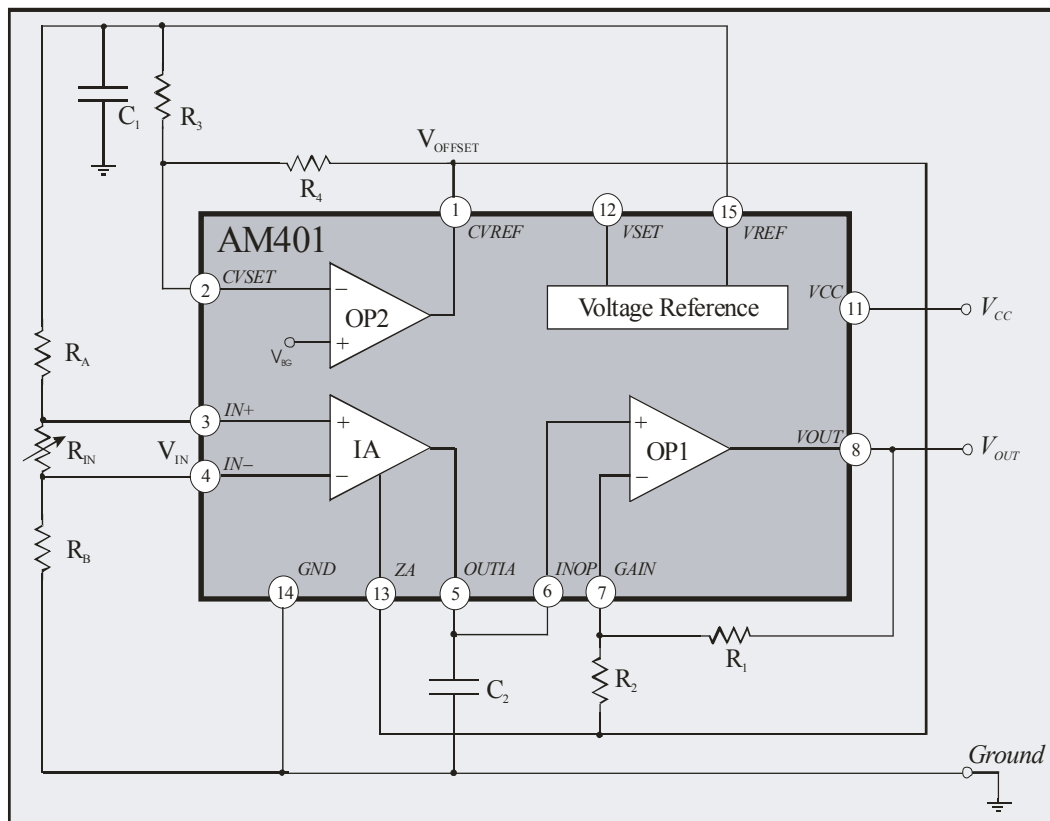 C1
R3
VOFFSET
R4
1
12
15
AM401
CVREF
VSET
VREF
2
CVSET
VCC
11
VCC
OP2
Voltage Reference
VBG
RA
3
IN+
RIN
VIN
IA
OP1
VOUT
8
VOUT
4
IN−
RB
GND
ZA
OUTIA
INOP
GAIN
14
13
5
6
7
R1
R2
C2
Ground